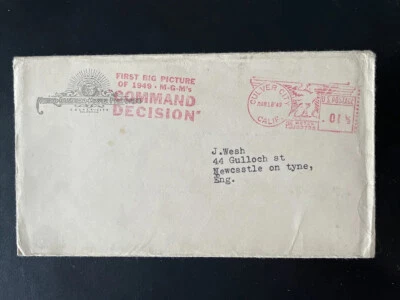 FIRST BIG PICTURE
OF 1949 - M-G-M's
"COMMAND
DECISION"
CULVER CITY
CALIF.
U.S. POSTAGE
.01½
J.Wesh
44 Gulloch st
Newcastle on tyne,
Eng.